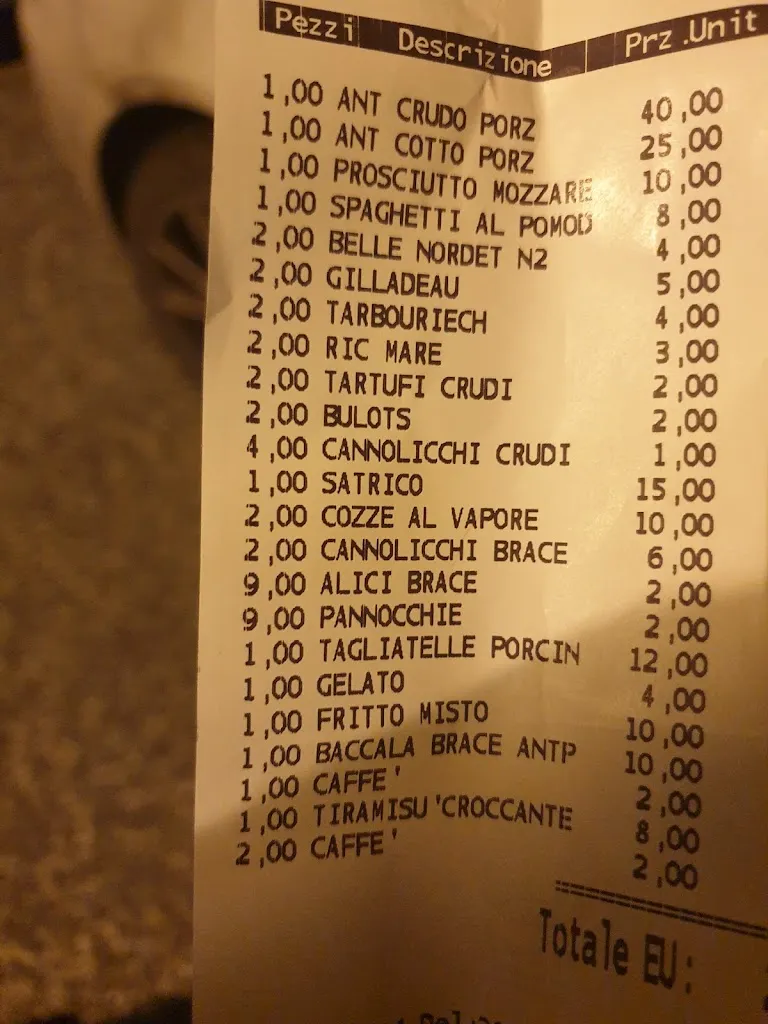 Pezzi Descrizione Prz.Unit
1,00 ANT CRUDO PORZ 40,00
1,00 ANT COTTO PORZ 25,00
1,00 PROSCIUTTO MOZZARE 10,00
1,00 SPAGHETTI AL POMOD 8,00
2,00 BELLE NORDET N2 4,00
2,00 GILLADEAU 5,00
2,00 TARBOURIECH 4,00
2,00 RIC MARE 3,00
2,00 TARTUFI CRUDI 2,00
2,00 BULOTS 2,00
4,00 CANNOLICCHI CRUDI 1,00
1,00 SATRICO 15,00
2,00 COZZE AL VAPORE 10,00
2,00 CANNOLICCHI BRACE 6,00
9,00 ALICI BRACE 2,00
9,00 PANNOCCHIE 2,00
1,00 TAGLIATELLE PORCIN 12,00
1,00 GELATO 4,00
1,00 FRITTO MISTO 10,00
1,00 BACCALA BRACE ANTP 10,00
1,00 CAFFE' 2,00
1,00 TIRAMISU'CROCCANTE 8,00
2,00 CAFFE' 2,00
Totale EU: